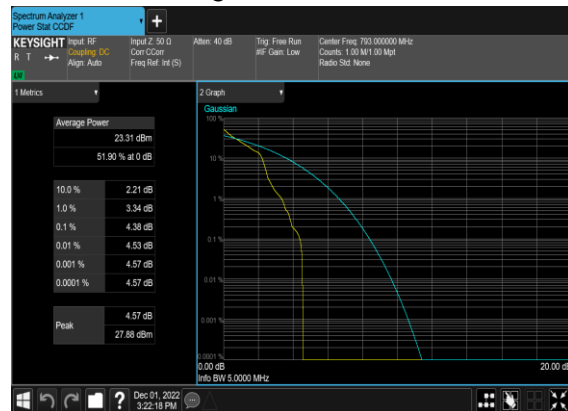 Spectrum Analyzer 1
Power Stat CCDF
+
KEYSIGHT
R T
LW
Input: RF
Coupling: DC
Align: Auto
Input Z: 50 Ω
Corr CCorr
Freq Ref: Int (S)
Atten: 40 dB
Trig: Free Run
#IF Gain: Low
Center Freq: 793.000000 MHz
Counts: 1.00 M/1.00 Mpt
Radio Std: None
1 Metrics
Average Power
23.31 dBm
51.90 % at 0 dB
10.0 % 2.21 dB
1.0 % 3.34 dB
0.1 % 4.38 dB
0.01 % 4.53 dB
0.001 % 4.57 dB
0.0001 % 4.57 dB
Peak
4.57 dB
27.88 dBm
2 Graph
Gaussian
100 %
10 %
1 %
0.1 %
0.01 %
0.001 %
0.0001 %
0.00 dB
20.00 dB
Info BW 5.0000 MHz
?
Dec 01, 2022
3:22:18 PM